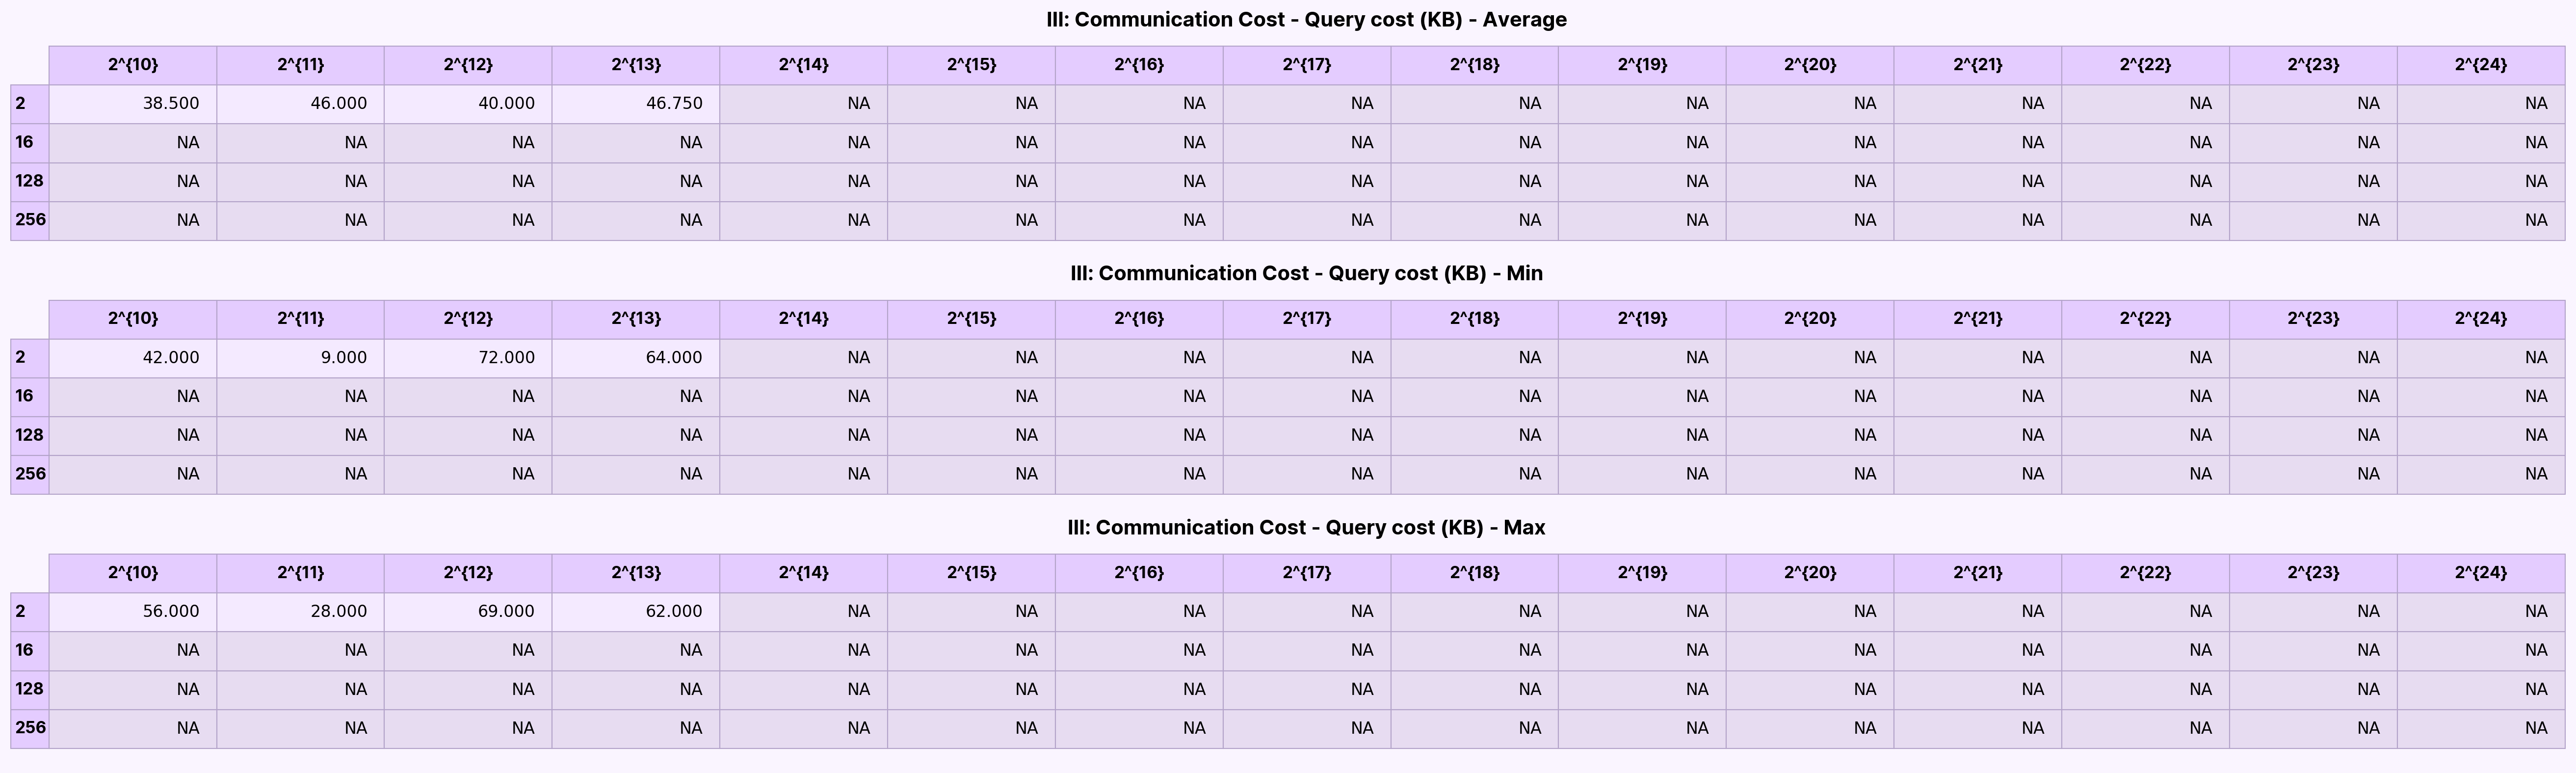 III: Communication Cost - Query cost (KB) - Average
2^{10} 2^{11} 2^{12} 2^{13} 2^{14} 2^{15} 2^{16} 2^{17} 2^{18} 2^{19} 2^{20} 2^{21} 2^{22} 2^{23} 2^{24}
2 38.500 46.000 40.000 46.750 NA NA NA NA NA NA NA NA NA NA NA
16 NA NA NA NA NA NA NA NA NA NA NA NA NA NA NA
128 NA NA NA NA NA NA NA NA NA NA NA NA NA NA NA
256 NA NA NA NA NA NA NA NA NA NA NA NA NA NA NA
III: Communication Cost - Query cost (KB) - Min
2^{10} 2^{11} 2^{12} 2^{13} 2^{14} 2^{15} 2^{16} 2^{17} 2^{18} 2^{19} 2^{20} 2^{21} 2^{22} 2^{23} 2^{24}
2 42.000 9.000 72.000 64.000 NA NA NA NA NA NA NA NA NA NA NA
16 NA NA NA NA NA NA NA NA NA NA NA NA NA NA NA
128 NA NA NA NA NA NA NA NA NA NA NA NA NA NA NA
256 NA NA NA NA NA NA NA NA NA NA NA NA NA NA NA
III: Communication Cost - Query cost (KB) - Max
2^{10} 2^{11} 2^{12} 2^{13} 2^{14} 2^{15} 2^{16} 2^{17} 2^{18} 2^{19} 2^{20} 2^{21} 2^{22} 2^{23} 2^{24}
2 56.000 28.000 69.000 62.000 NA NA NA NA NA NA NA NA NA NA NA
16 NA NA NA NA NA NA NA NA NA NA NA NA NA NA NA
128 NA NA NA NA NA NA NA NA NA NA NA NA NA NA NA
256 NA NA NA NA NA NA NA NA NA NA NA NA NA NA NA